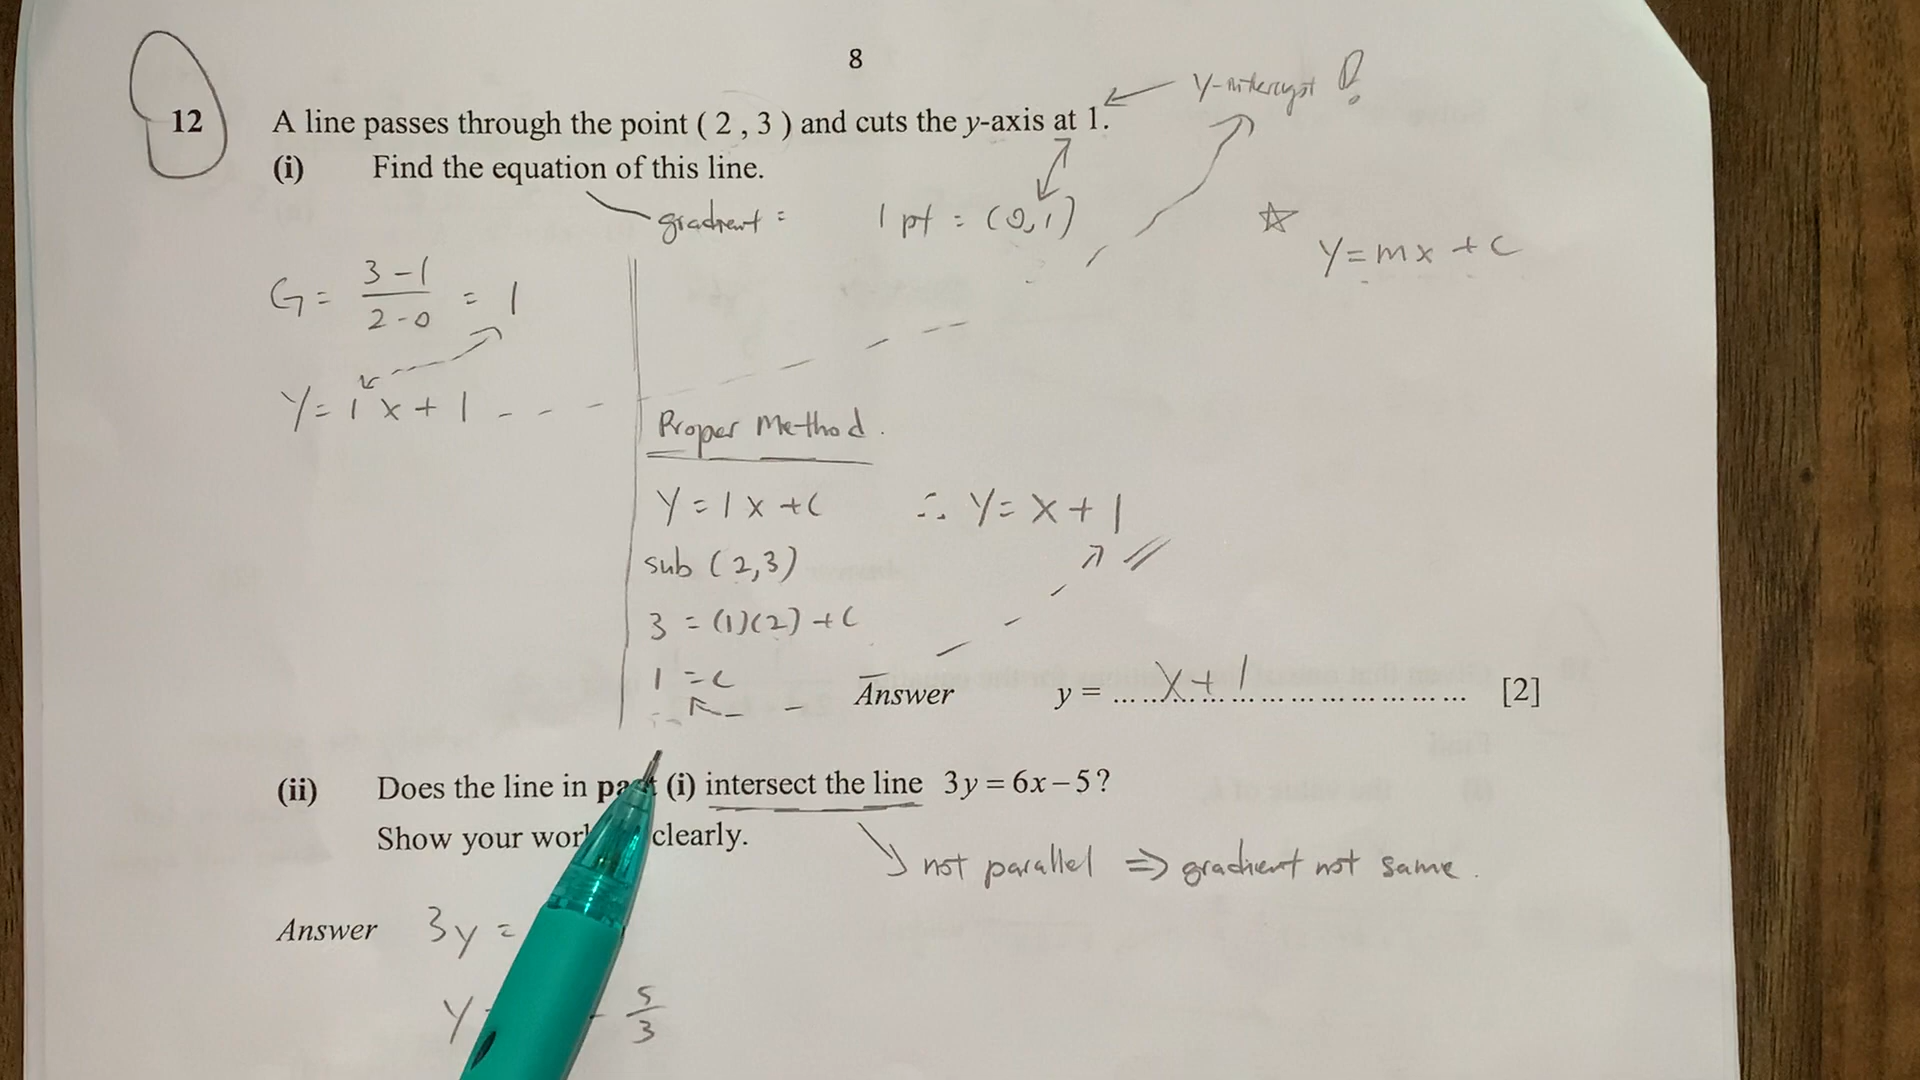 8
Y-intercept !
12 A line passes through the point ( 2 , 3 ) and cuts the y-axis at 1.
(i) Find the equation of this line.
gradient = 1 pt = (0,1)
☆ Y=mx +c
G = 3-1 / 2-0 = 1
Y= 1x+1
Proper Method.
Y=1x+c ∴ Y=x+1
sub (2,3)
3 = (1)(2)+c
1 = c
Answer y = ... x+1 ... [2]
(ii) Does the line in part (i) intersect the line 3y = 6x – 5 ?
Show your clearly.
not parallel ⇒ gradient not same.
Answer 3y =
Y - 5/3